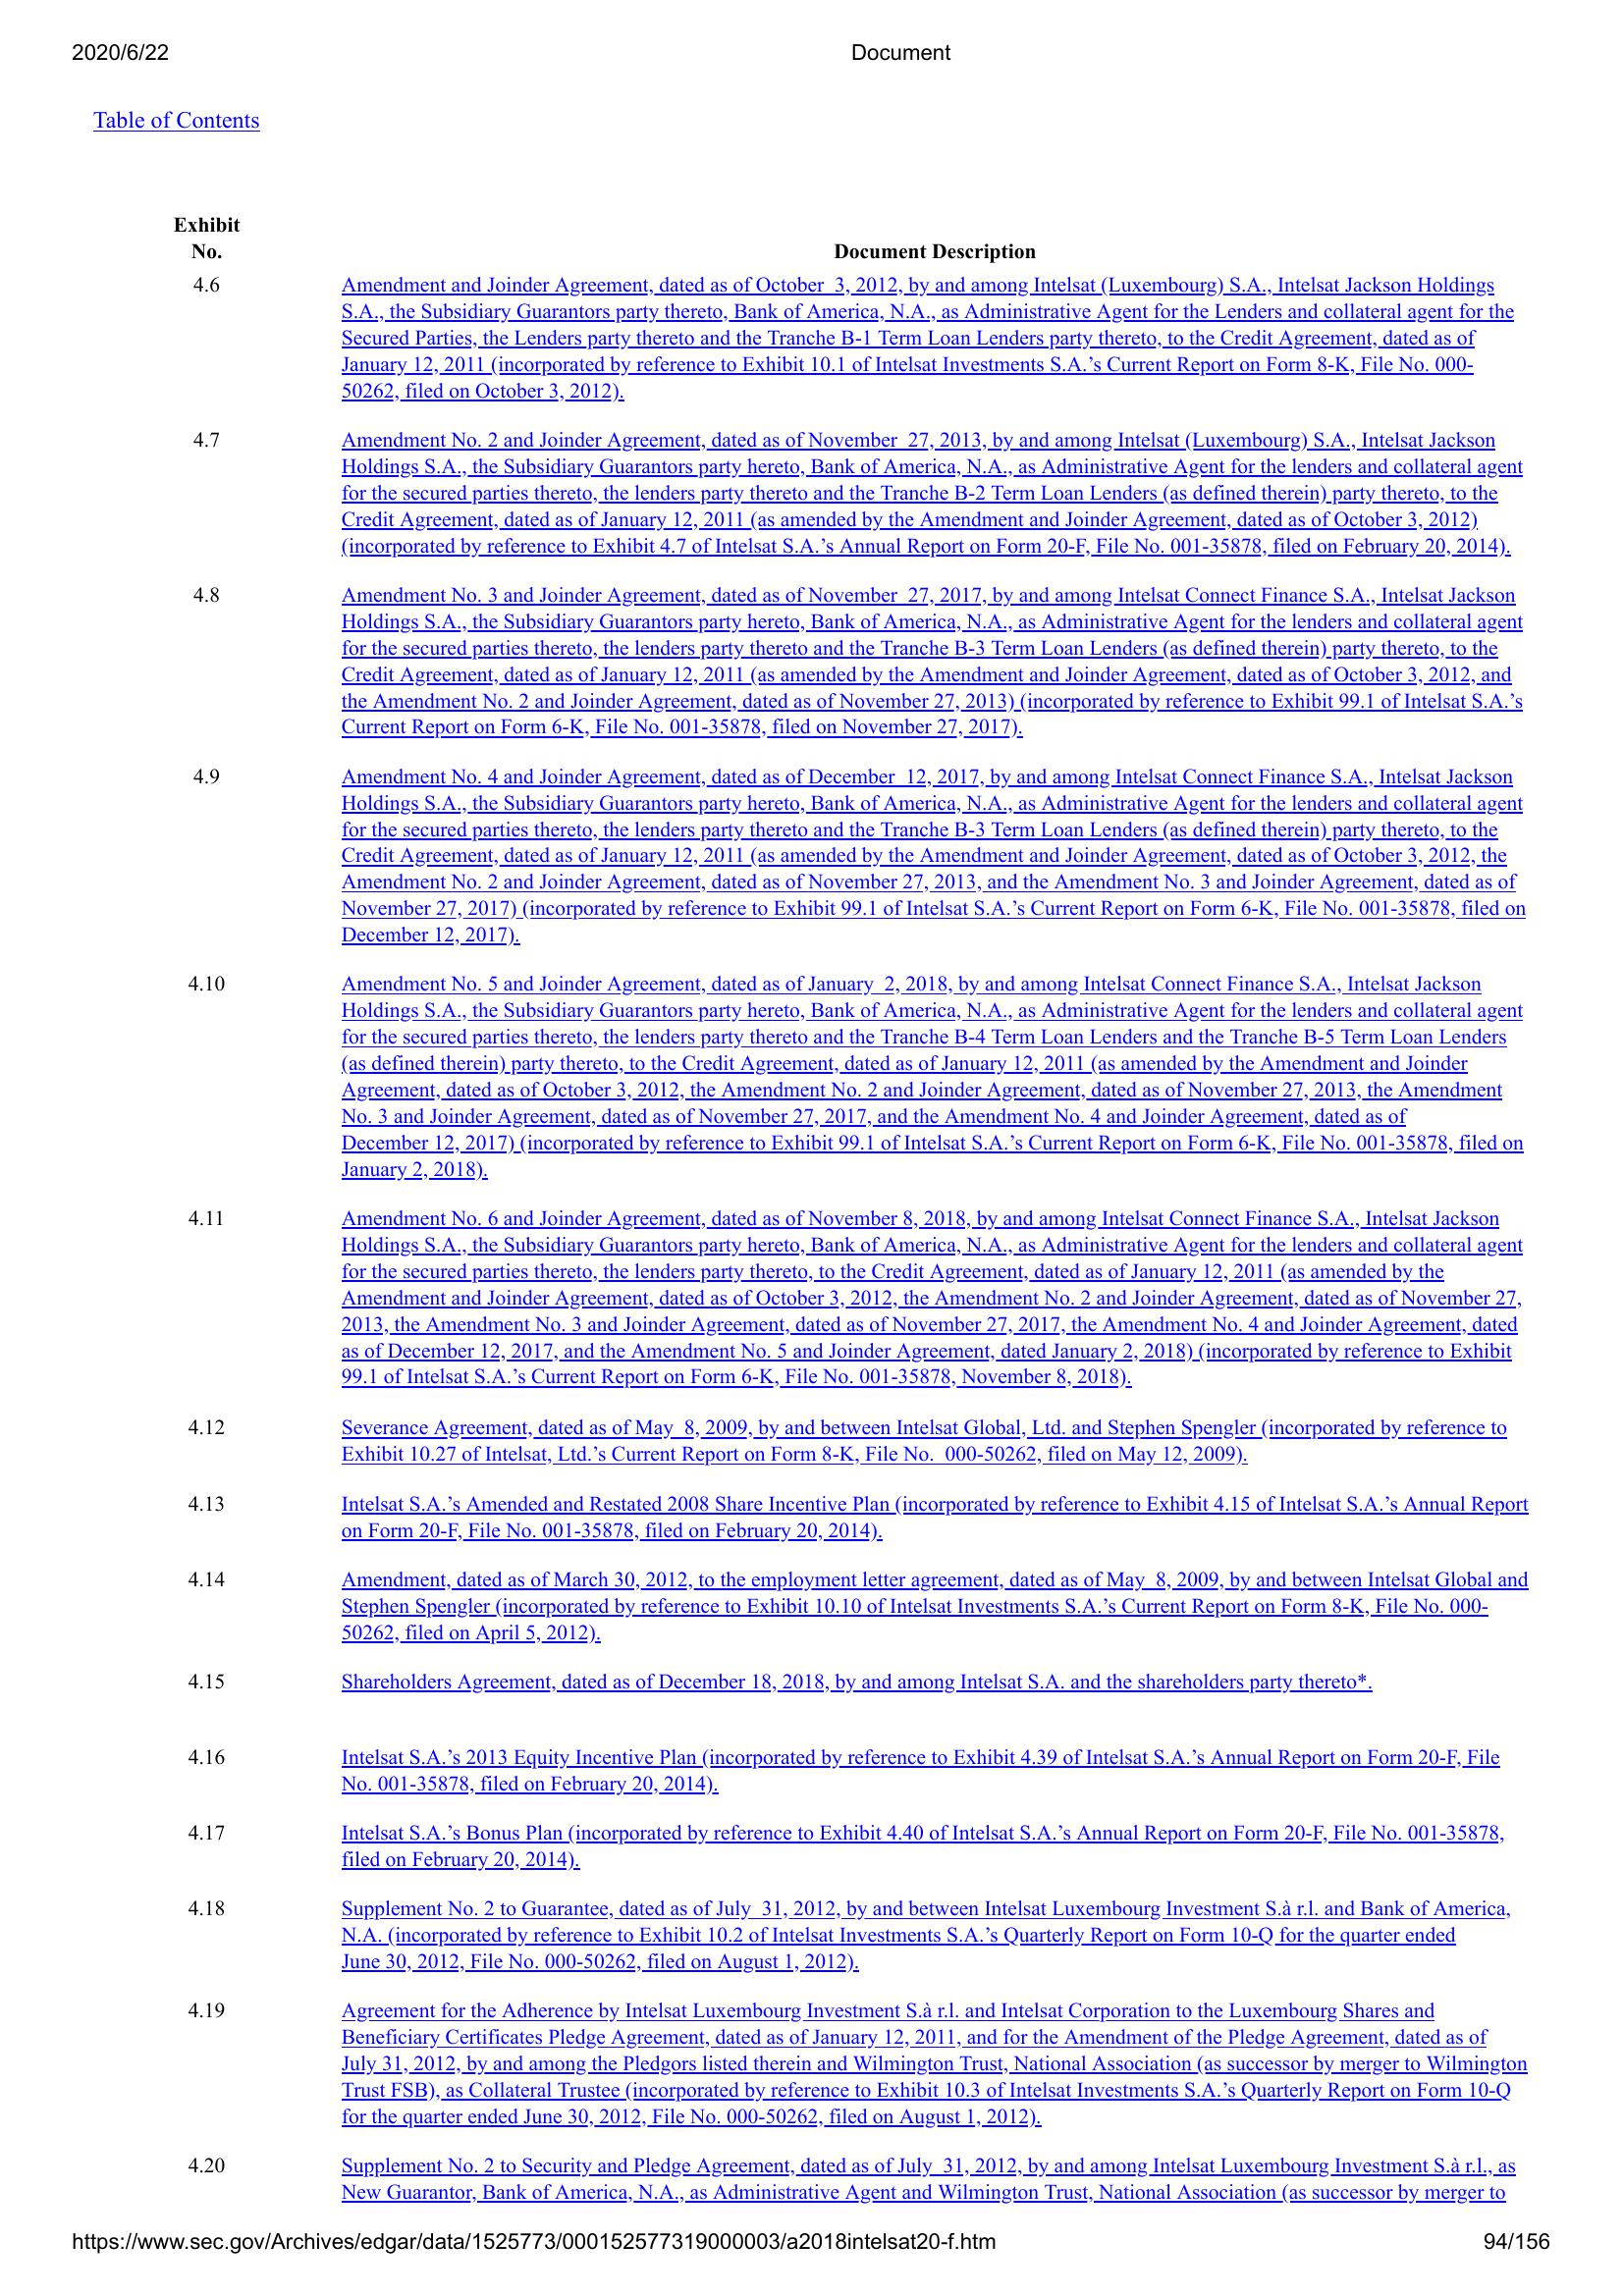 2020/6/22
Document
Table of Contents
Exhibit
No.
Document Description
4.6
Amendment and Joinder Agreement, dated as of October 3, 2012, by and among Intelsat (Luxembourg) S.A., Intelsat Jackson Holdings
S.A., the Subsidiary Guarantors party thereto, Bank of America, N.A., as Administrative Agent for the Lenders and collateral agent for the
Secured Parties, the Lenders party thereto and the Tranche B-1 Term Loan Lenders party thereto, to the Credit Agreement, dated as of
January 12, 2011 (incorporated by reference to Exhibit 10.1 of Intelsat Investments S.A.’s Current Report on Form 8-K, File No. 000-
50262, filed on October 3, 2012).
4.7
Amendment No. 2 and Joinder Agreement, dated as of November 27, 2013, by and among Intelsat (Luxembourg) S.A., Intelsat Jackson
Holdings S.A., the Subsidiary Guarantors party hereto, Bank of America, N.A., as Administrative Agent for the lenders and collateral agent
for the secured parties thereto, the lenders party thereto and the Tranche B-2 Term Loan Lenders (as defined therein) party thereto, to the
Credit Agreement, dated as of January 12, 2011 (as amended by the Amendment and Joinder Agreement, dated as of October 3, 2012)
(incorporated by reference to Exhibit 4.7 of Intelsat S.A.’s Annual Report on Form 20-F, File No. 001-35878, filed on February 20, 2014).
4.8
Amendment No. 3 and Joinder Agreement, dated as of November 27, 2017, by and among Intelsat Connect Finance S.A., Intelsat Jackson
Holdings S.A., the Subsidiary Guarantors party hereto, Bank of America, N.A., as Administrative Agent for the lenders and collateral agent
for the secured parties thereto, the lenders party thereto and the Tranche B-3 Term Loan Lenders (as defined therein) party thereto, to the
Credit Agreement, dated as of January 12, 2011 (as amended by the Amendment and Joinder Agreement, dated as of October 3, 2012, and
the Amendment No. 2 and Joinder Agreement, dated as of November 27, 2013) (incorporated by reference to Exhibit 99.1 of Intelsat S.A.’s
Current Report on Form 6-K, File No. 001-35878, filed on November 27, 2017).
4.9
Amendment No. 4 and Joinder Agreement, dated as of December 12, 2017, by and among Intelsat Connect Finance S.A., Intelsat Jackson
Holdings S.A., the Subsidiary Guarantors party hereto, Bank of America, N.A., as Administrative Agent for the lenders and collateral agent
for the secured parties thereto, the lenders party thereto and the Tranche B-3 Term Loan Lenders (as defined therein) party thereto, to the
Credit Agreement, dated as of January 12, 2011 (as amended by the Amendment and Joinder Agreement, dated as of October 3, 2012, the
Amendment No. 2 and Joinder Agreement, dated as of November 27, 2013, and the Amendment No. 3 and Joinder Agreement, dated as of
November 27, 2017) (incorporated by reference to Exhibit 99.1 of Intelsat S.A.’s Current Report on Form 6-K, File No. 001-35878, filed on
December 12, 2017).
4.10
Amendment No. 5 and Joinder Agreement, dated as of January 2, 2018, by and among Intelsat Connect Finance S.A., Intelsat Jackson
Holdings S.A., the Subsidiary Guarantors party hereto, Bank of America, N.A., as Administrative Agent for the lenders and collateral agent
for the secured parties thereto, the lenders party thereto and the Tranche B-4 Term Loan Lenders and the Tranche B-5 Term Loan Lenders
(as defined therein) party thereto, to the Credit Agreement, dated as of January 12, 2011 (as amended by the Amendment and Joinder
Agreement, dated as of October 3, 2012, the Amendment No. 2 and Joinder Agreement, dated as of November 27, 2013, the Amendment
No. 3 and Joinder Agreement, dated as of November 27, 2017, and the Amendment No. 4 and Joinder Agreement, dated as of
December 12, 2017) (incorporated by reference to Exhibit 99.1 of Intelsat S.A.’s Current Report on Form 6-K, File No. 001-35878, filed on
January 2, 2018).
4.11
Amendment No. 6 and Joinder Agreement, dated as of November 8, 2018, by and among Intelsat Connect Finance S.A., Intelsat Jackson
Holdings S.A., the Subsidiary Guarantors party hereto, Bank of America, N.A., as Administrative Agent for the lenders and collateral agent
for the secured parties thereto, the lenders party thereto, to the Credit Agreement, dated as of January 12, 2011 (as amended by the
Amendment and Joinder Agreement, dated as of October 3, 2012, the Amendment No. 2 and Joinder Agreement, dated as of November 27,
2013, the Amendment No. 3 and Joinder Agreement, dated as of November 27, 2017, the Amendment No. 4 and Joinder Agreement, dated
as of December 12, 2017, and the Amendment No. 5 and Joinder Agreement, dated January 2, 2018) (incorporated by reference to Exhibit
99.1 of Intelsat S.A.’s Current Report on Form 6-K, File No. 001-35878, November 8, 2018).
4.12
Severance Agreement, dated as of May 8, 2009, by and between Intelsat Global, Ltd. and Stephen Spengler (incorporated by reference to
Exhibit 10.27 of Intelsat, Ltd.’s Current Report on Form 8-K, File No. 000-50262, filed on May 12, 2009).
4.13
Intelsat S.A.’s Amended and Restated 2008 Share Incentive Plan (incorporated by reference to Exhibit 4.15 of Intelsat S.A.’s Annual Report
on Form 20-F, File No. 001-35878, filed on February 20, 2014).
4.14
Amendment, dated as of March 30, 2012, to the employment letter agreement, dated as of May 8, 2009, by and between Intelsat Global and
Stephen Spengler (incorporated by reference to Exhibit 10.10 of Intelsat Investments S.A.’s Current Report on Form 8-K, File No. 000-
50262, filed on April 5, 2012).
4.15
Shareholders Agreement, dated as of December 18, 2018, by and among Intelsat S.A. and the shareholders party thereto*.
4.16
Intelsat S.A.’s 2013 Equity Incentive Plan (incorporated by reference to Exhibit 4.39 of Intelsat S.A.’s Annual Report on Form 20-F, File
No. 001-35878, filed on February 20, 2014).
4.17
Intelsat S.A.’s Bonus Plan (incorporated by reference to Exhibit 4.40 of Intelsat S.A.’s Annual Report on Form 20-F, File No. 001-35878,
filed on February 20, 2014).
4.18
Supplement No. 2 to Guarantee, dated as of July 31, 2012, by and between Intelsat Luxembourg Investment S.à r.l. and Bank of America,
N.A. (incorporated by reference to Exhibit 10.2 of Intelsat Investments S.A.’s Quarterly Report on Form 10-Q for the quarter ended
June 30, 2012, File No. 000-50262, filed on August 1, 2012).
4.19
Agreement for the Adherence by Intelsat Luxembourg Investment S.à r.l. and Intelsat Corporation to the Luxembourg Shares and
Beneficiary Certificates Pledge Agreement, dated as of January 12, 2011, and for the Amendment of the Pledge Agreement, dated as of
July 31, 2012, by and among the Pledgors listed therein and Wilmington Trust, National Association (as successor by merger to Wilmington
Trust FSB), as Collateral Trustee (incorporated by reference to Exhibit 10.3 of Intelsat Investments S.A.’s Quarterly Report on Form 10-Q
for the quarter ended June 30, 2012, File No. 000-50262, filed on August 1, 2012).
4.20
Supplement No. 2 to Security and Pledge Agreement, dated as of July 31, 2012, by and among Intelsat Luxembourg Investment S.à r.l., as
New Guarantor, Bank of America, N.A., as Administrative Agent and Wilmington Trust, National Association (as successor by merger to
https://www.sec.gov/Archives/edgar/data/1525773/000152577319000003/a2018intelsat20-f.htm
94/156